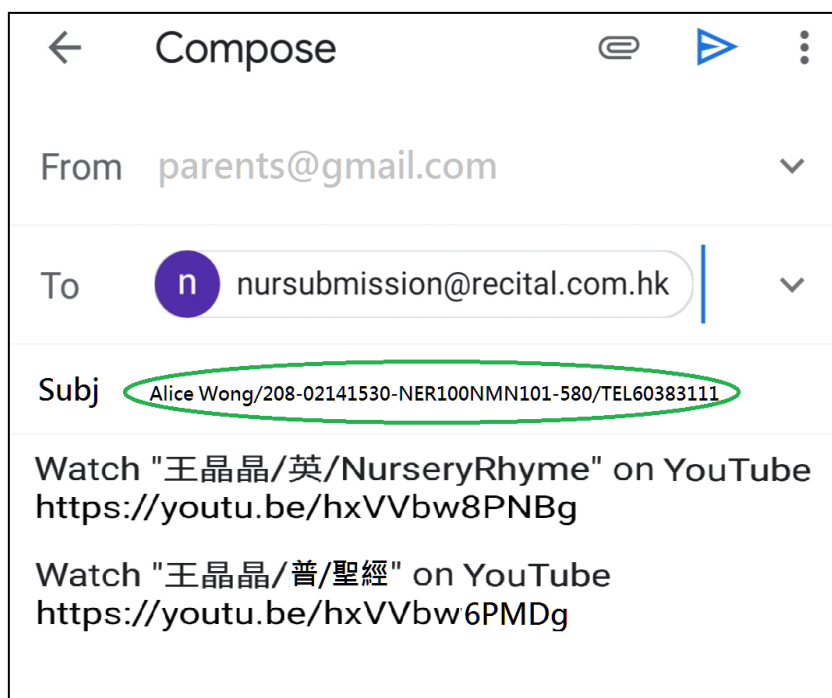 Compose
From parents@gmail.com
To n nursubmission@recital.com.hk
Subj Alice Wong/208-02141530-NER100NMN101-580/TEL60383111
Watch "王晶晶/英/NurseryRhyme" on YouTube
https://youtu.be/hxVVbw8PNBg
Watch "王晶晶/普/聖經" on YouTube
https://youtu.be/hxVVbw6PMDg